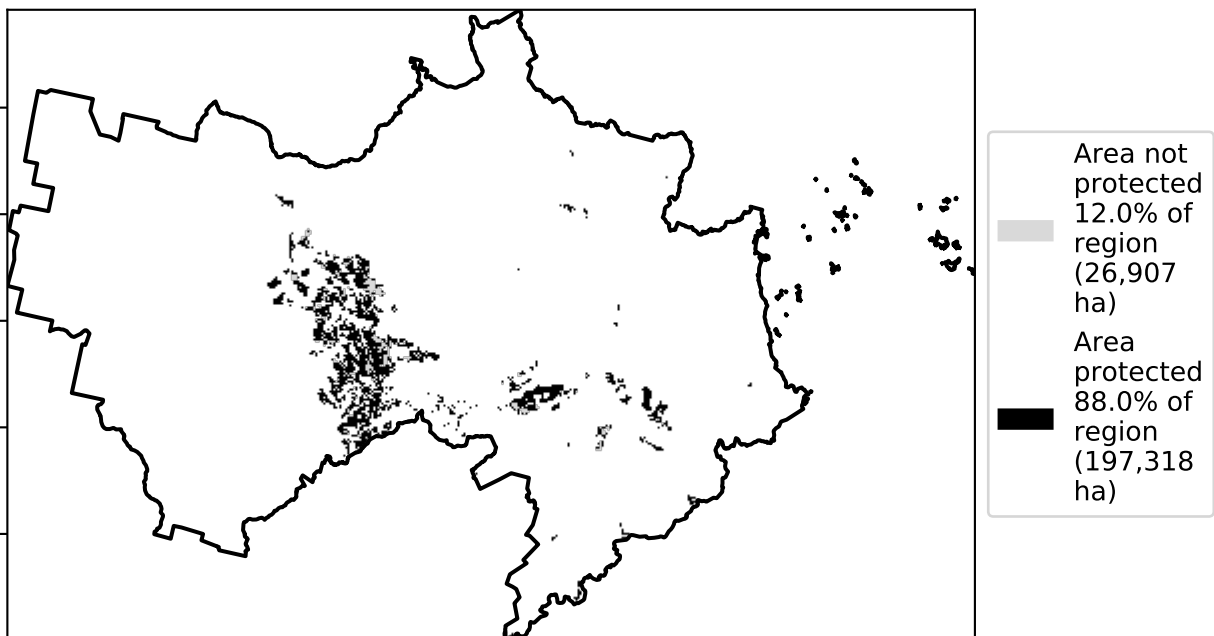 Area not
protected
12.0% of
region
(26,907
ha)
Area
protected
88.0% of
region
(197,318
ha)